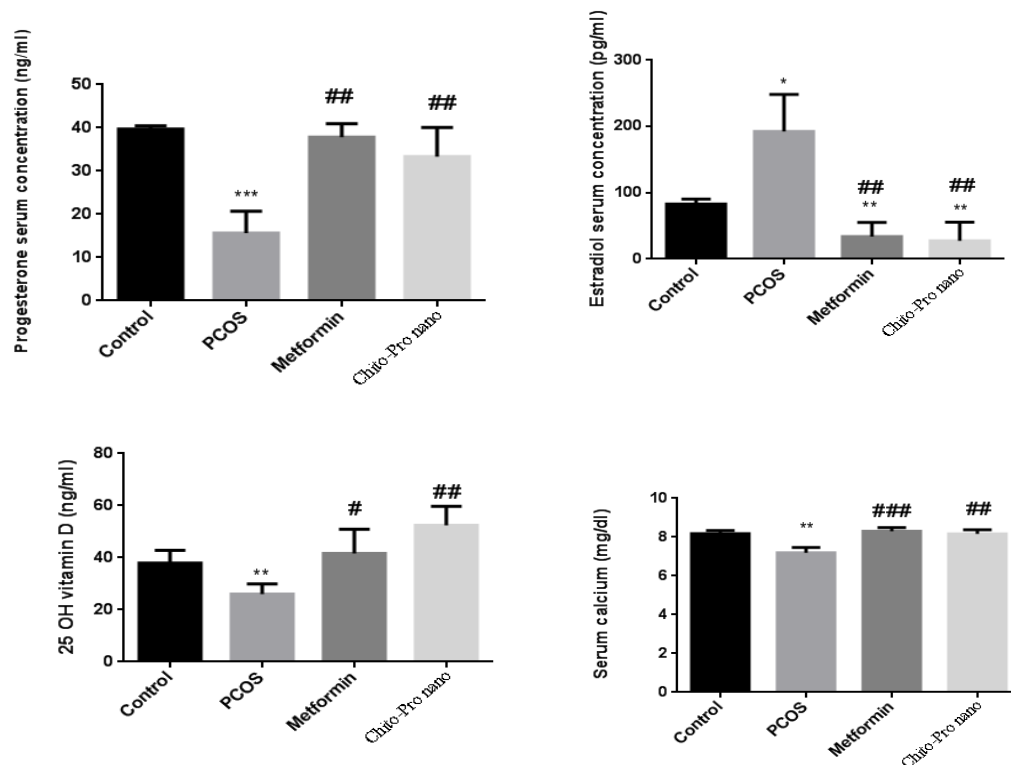 Progesterone serum concentration (ng/ml)
50
40
30
20
10
0
***
##
##
Control
PCOS
Metformin
Chito-Pro nano
Estradiol serum concentration (pg/ml)
300
200
100
0
*
##
**
##
**
Control
PCOS
Metformin
Chito-Pro nano
25 OH vitamin D (ng/ml)
80
60
40
20
0
**
#
##
Control
PCOS
Metformin
Chito-Pro nano
Serum calcium (mg/dl)
10
8
6
4
2
0
**
###
##
Control
PCOS
Metformin
Chito-Pro nano